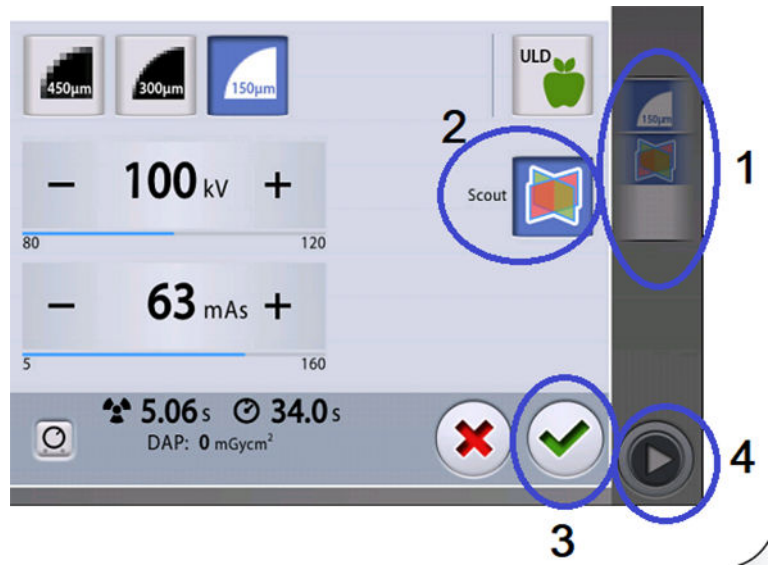 450µm 300µm 150µm ULD
150µm
2
1
− 100 kV + Scout
80 120
− 63 mAs +
5 160
5.06 s 34.0 s
DAP: 0 mGycm²
4
3